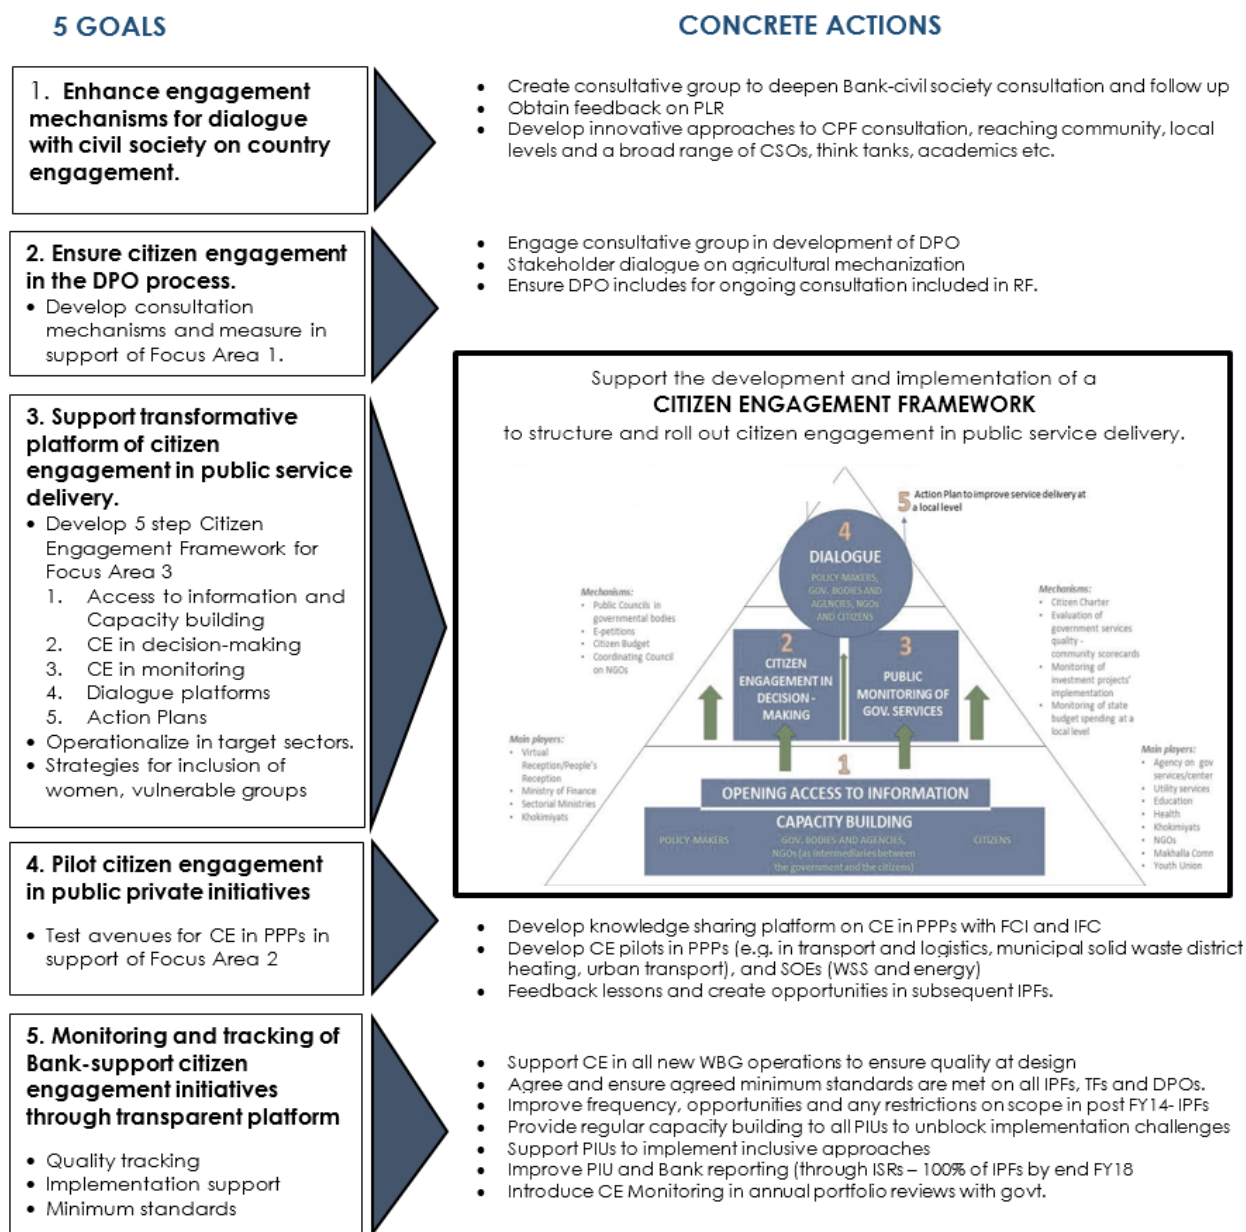 5 GOALS
CONCRETE ACTIONS
1. Enhance engagement
mechanisms for dialogue
with civil society on country
engagement.
• Create consultative group to deepen Bank-civil society consultation and follow up
• Obtain feedback on PLR
• Develop innovative approaches to CPF consultation, reaching community, local
levels and a broad range of CSOs, think tanks, academics etc.
2. Ensure citizen engagement
in the DPO process.
• Develop consultation
mechanisms and measure in
support of Focus Area 1.
• Engage consultative group in development of DPO
• Stakeholder dialogue on agricultural mechanization
• Ensure DPO includes for ongoing consultation included in RF.
3. Support transformative
platform of citizen
engagement in public service
delivery.
• Develop 5 step Citizen
Engagement Framework for
Focus Area 3
1. Access to information and
Capacity building
2. CE in decision-making
3. CE in monitoring
4. Dialogue platforms
5. Action Plans
• Operationalize in target sectors.
• Strategies for inclusion of
women, vulnerable groups
Support the development and implementation of a
CITIZEN ENGAGEMENT FRAMEWORK
to structure and roll out citizen engagement in public service delivery.
5 Action Plan to improve service delivery at
a local level
4
DIALOGUE
POLICY-MAKERS,
GOV. BODIES AND
AGENCIES, NGOs
AND CITIZENS
Mechanisms:
• Public Councils in
governmental bodies
• E-petitions
• Citizen Budget
• Coordinating Council
on NGOs
Mechanisms:
• Citizen Charter
• Evaluation of
government services
quality -
community scorecards
• Monitoring of
investment projects'
implementation
• Monitoring of state
budget spending at a
local level
2
CITIZEN
ENGAGEMENT IN
DECISION -
MAKING
3
PUBLIC
MONITORING OF
GOV. SERVICES
Main players:
• Virtual
Reception/People's
Reception
• Ministry of Finance
• Sectorial Ministries
• Khokimiyats
Main players:
• Agency on gov
services/center
• Utility services
• Education
• Health
• Khokimiyats
• NGOs
• Makhalla Comn
• Youth Union
1
OPENING ACCESS TO INFORMATION
CAPACITY BUILDING
POLICY-MAKERS
GOV. BODIES AND AGENCIES,
NGOs (as intermediaries between
the government and the citizens)
CITIZENS
4. Pilot citizen engagement
in public private initiatives
• Test avenues for CE in PPPs in
support of Focus Area 2
• Develop knowledge sharing platform on CE in PPPs with FCI and IFC
• Develop CE pilots in PPPs (e.g. in transport and logistics, municipal solid waste district
heating, urban transport), and SOEs (WSS and energy)
• Feedback lessons and create opportunities in subsequent IPFs.
5. Monitoring and tracking of
Bank-support citizen
engagement initiatives
through transparent platform
• Quality tracking
• Implementation support
• Minimum standards
• Support CE in all new WBG operations to ensure quality at design
• Agree and ensure agreed minimum standards are met on all IPFs, TFs and DPOs.
• Improve frequency, opportunities and any restrictions on scope in post FY14- IPFs
• Provide regular capacity building to all PIUs to unblock implementation challenges
• Support PIUs to implement inclusive approaches
• Improve PIU and Bank reporting (through ISRs – 100% of IPFs by end FY18
• Introduce CE Monitoring in annual portfolio reviews with govt.